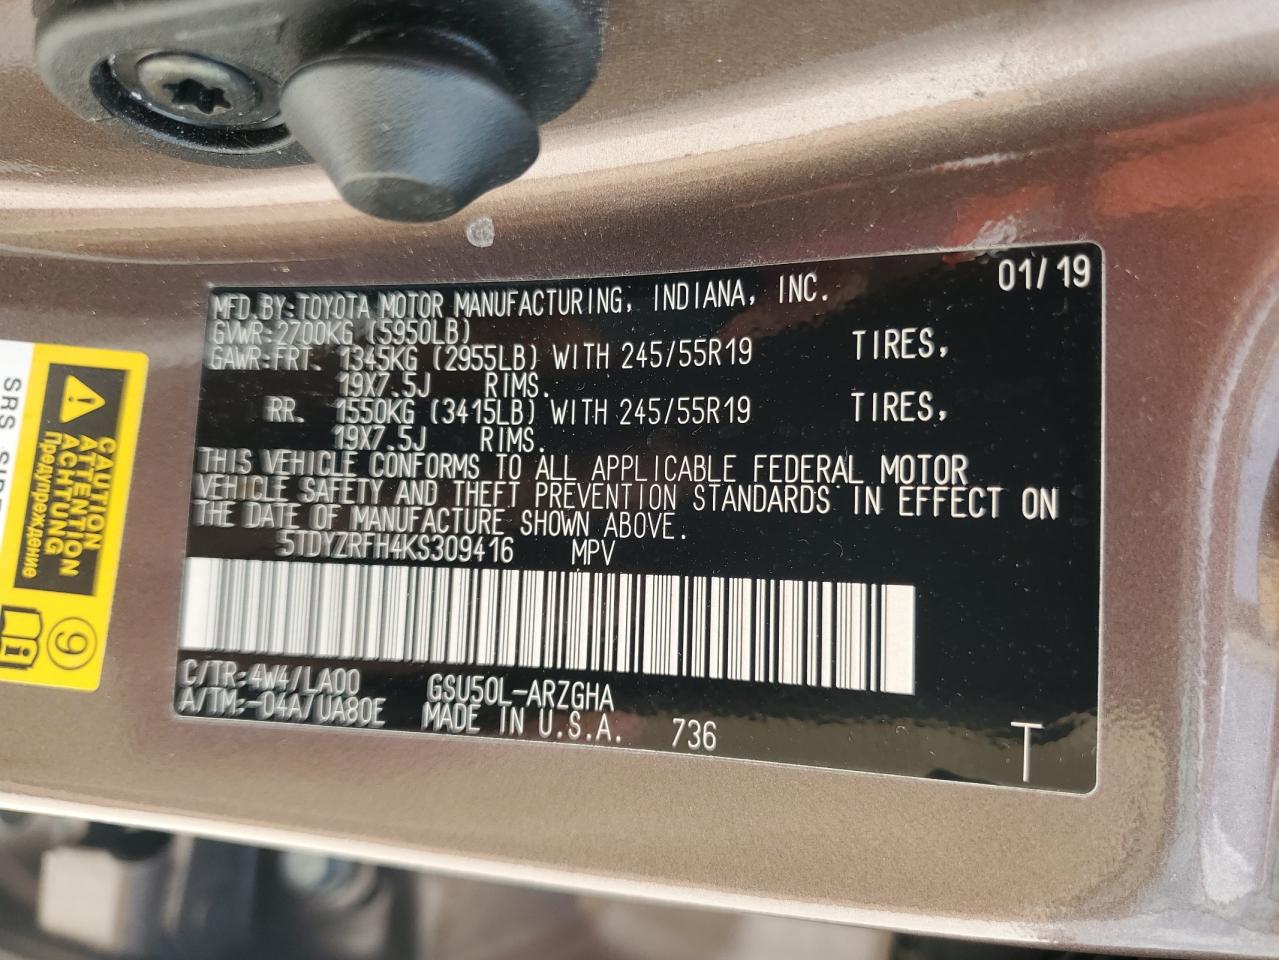 MFD.BY:TOYOTA MOTOR MANUFACTURING, INDIANA, INC. 01/19
GVWR:2700KG (5950LB)
GAWR:FRT. 1345KG (2955LB) WITH 245/55R19 TIRES,
19X7.5J RIMS.
RR. 1550KG (3415LB) WITH 245/55R19 TIRES,
19X7.5J RIMS.
THIS VEHICLE CONFORMS TO ALL APPLICABLE FEDERAL MOTOR
VEHICLE SAFETY AND THEFT PREVENTION STANDARDS IN EFFECT ON
THE DATE OF MANUFACTURE SHOWN ABOVE.
5TDYZRFH4KS309416 MPV
C/TR:4W4/LA00 GSU50L-ARZGHA
A/TM:-04A/UA80E MADE IN U.S.A. 736
T
CAUTION
ATTENTION
ACHTUNG
Предупреждение
9
SRS